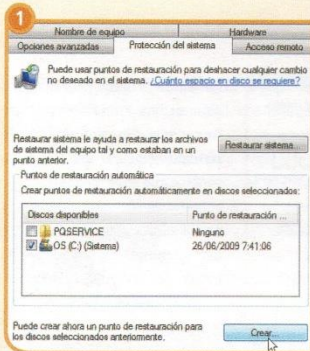 1
Nombre de equipo
Hardware
Opciones avanzadas
Protección del sistema
Acceso remoto
Puede usar puntos de restauración para deshacer cualquier cambio
no deseado en el sistema. ¿Cuánto espacio en disco se requiere?
Restaurar sistema le ayuda a restaurar los archivos
de sistema del equipo tal y como estaban en un
punto anterior.
Restaurar sistema...
Puntos de restauración automática
Crear puntos de restauración automáticamente en discos seleccionados:
Discos disponibles
Punto de restauración ...
PQSERVICE
Ninguno
OS (C:) (Sistema)
26/06/2009 7:41:06
Puede crear ahora un punto de restauración para
los discos seleccionados anteriormente.
Crear...